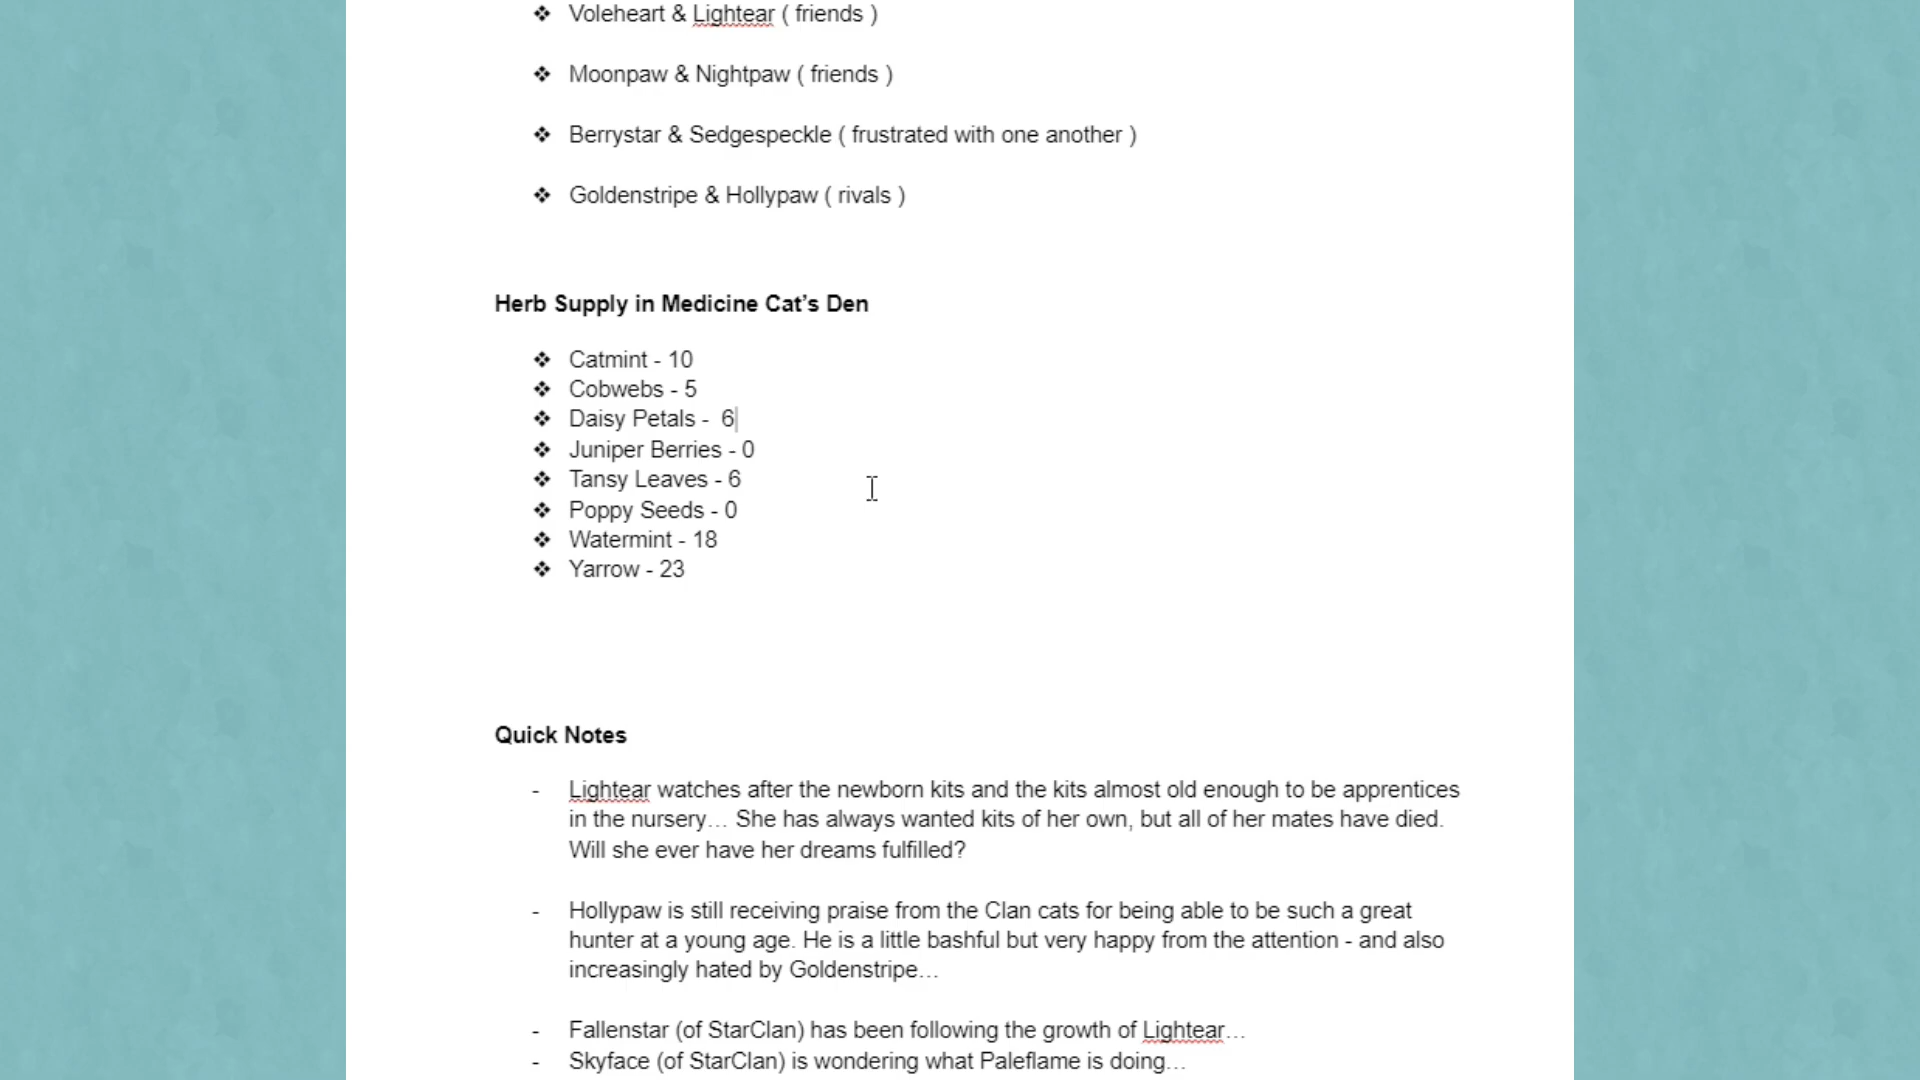 ❖ Voleheart & Lightear ( friends )
❖ Moonpaw & Nightpaw ( friends )
❖ Berrystar & Sedgespeckle ( frustrated with one another )
❖ Goldenstripe & Hollypaw ( rivals )
Herb Supply in Medicine Cat’s Den
❖ Catmint - 10
❖ Cobwebs - 5
❖ Daisy Petals -  6
❖ Juniper Berries - 0
❖ Tansy Leaves - 6
❖ Poppy Seeds - 0
❖ Watermint - 18
❖ Yarrow - 23
Quick Notes
- Lightear watches after the newborn kits and the kits almost old enough to be apprentices
in the nursery… She has always wanted kits of her own, but all of her mates have died.
Will she ever have her dreams fulfilled?
- Hollypaw is still receiving praise from the Clan cats for being able to be such a great
hunter at a young age. He is a little bashful but very happy from the attention - and also
increasingly hated by Goldenstripe…
- Fallenstar (of StarClan) has been following the growth of Lightear…
- Skyface (of StarClan) is wondering what Paleflame is doing…